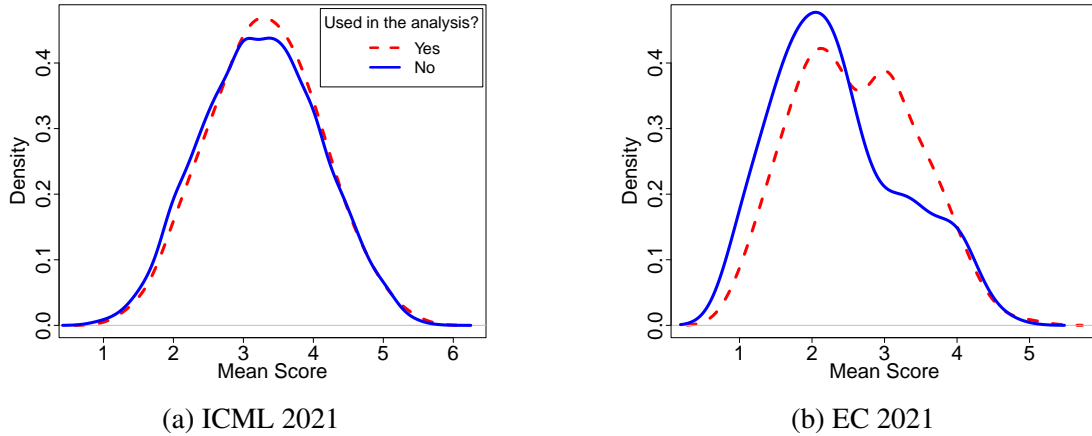 Used in the analysis?
Yes
No
Density
0.0 0.1 0.2 0.3 0.4
1 2 3 4 5 6
Mean Score
(a) ICML 2021
Density
0.0 0.1 0.2 0.3 0.4
1 2 3 4 5
Mean Score
(b) EC 2021